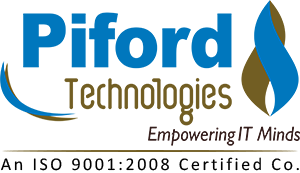 Piford
Technologies
Empowering IT Minds
An ISO 9001:2008 Certified Co.